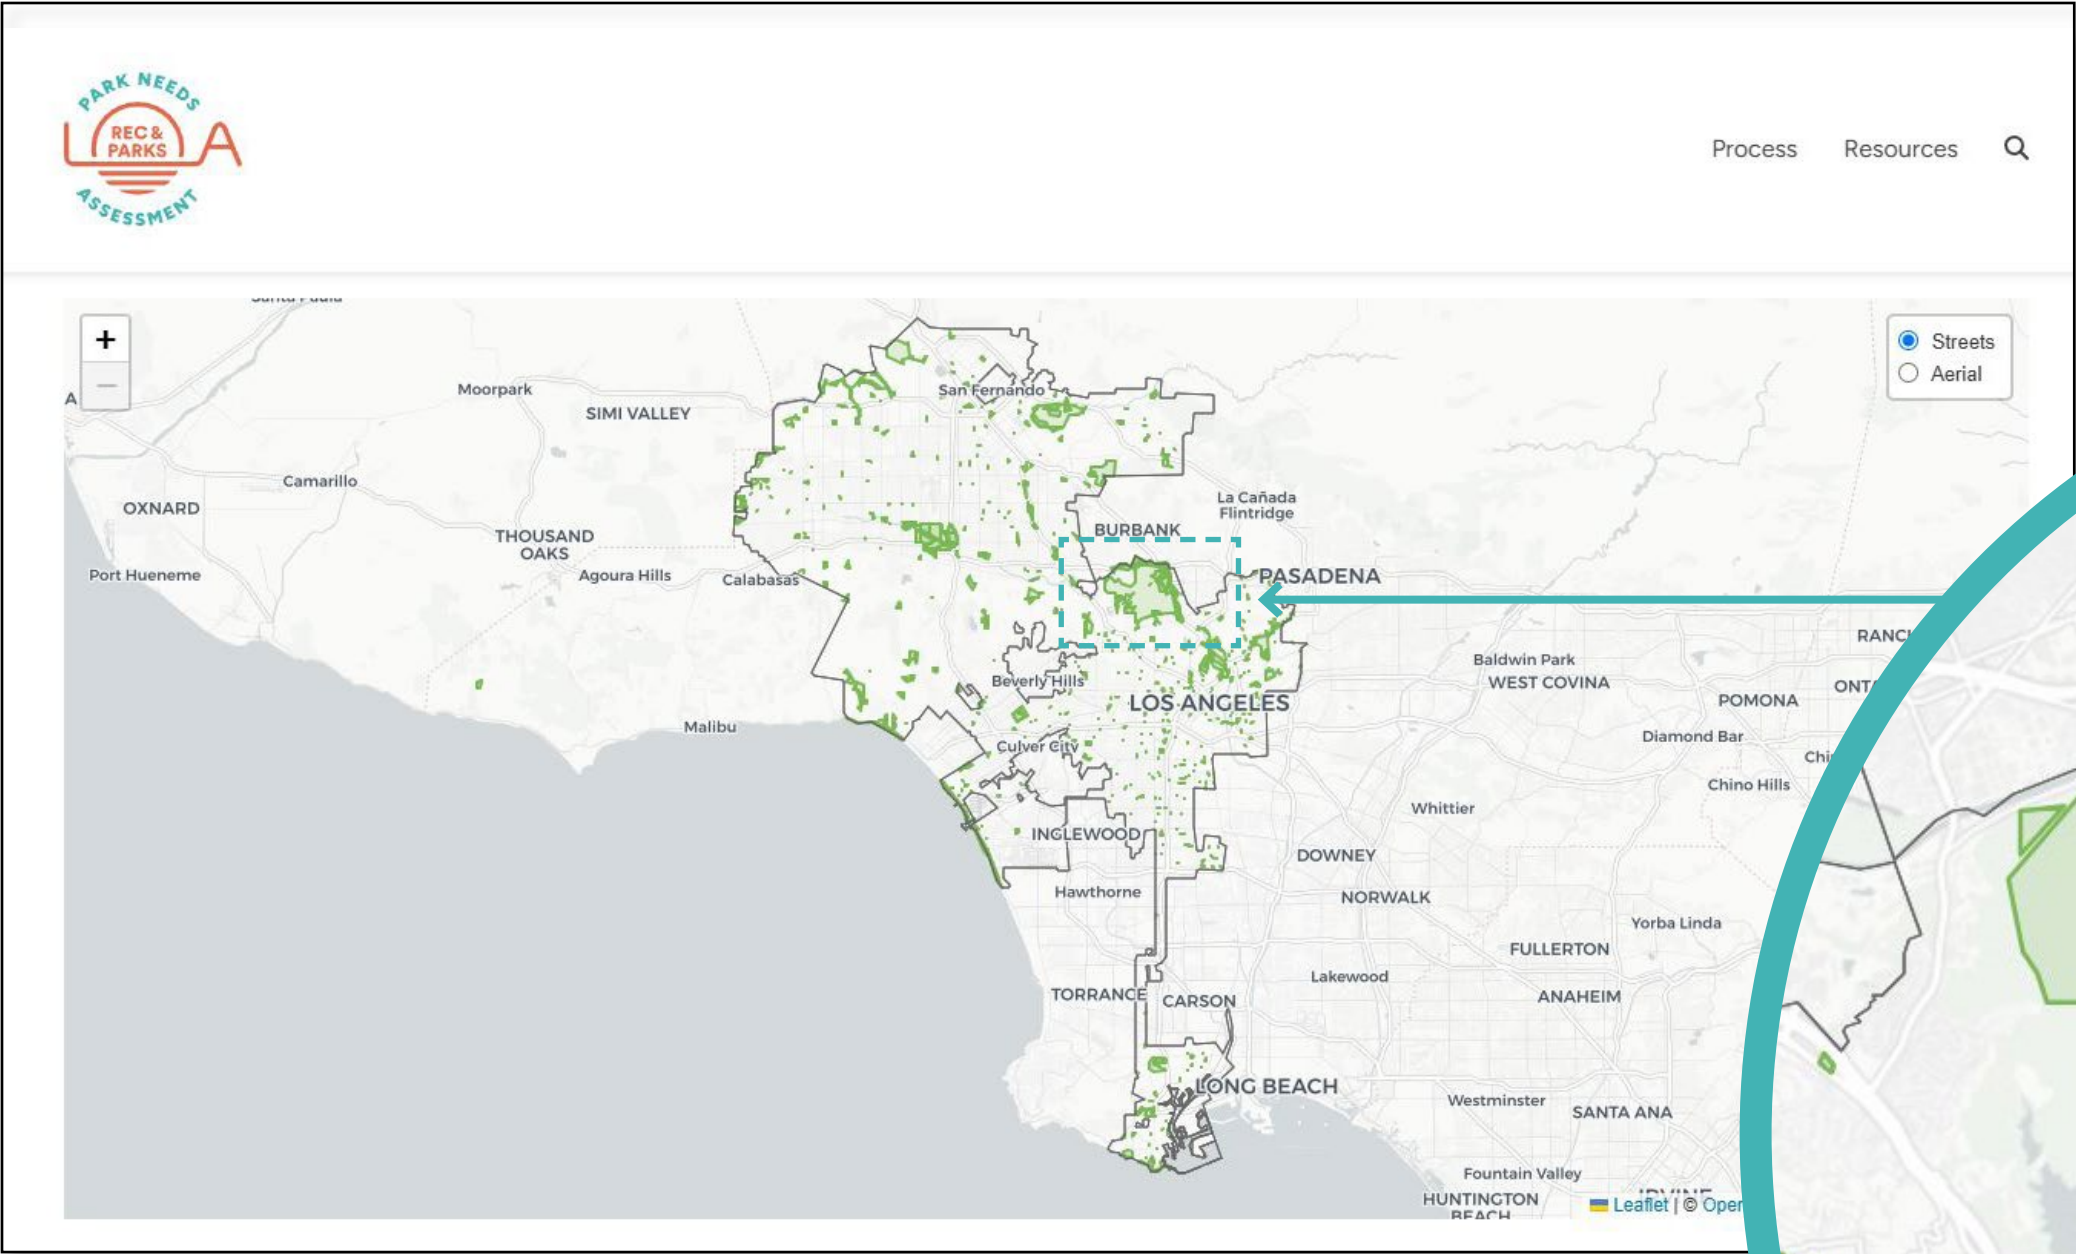 PARK NEEDS
REC &
PARKS
L A
ASSESSMENT
Process
Resources
+
−
Streets
Aerial
Moorpark
SIMI VALLEY
San Fernando
Camarillo
OXNARD
La Cañada
Flintridge
BURBANK
THOUSAND
OAKS
Port Hueneme
Agoura Hills
Calabasas
PASADENA
Baldwin Park
WEST COVINA
Beverly Hills
LOS ANGELES
POMONA
Malibu
Culver City
Diamond Bar
Chino Hills
Whittier
INGLEWOOD
DOWNEY
Hawthorne
NORWALK
Yorba Linda
FULLERTON
Lakewood
TORRANCE
CARSON
ANAHEIM
LONG BEACH
Westminster
SANTA ANA
Fountain Valley
HUNTINGTON
BEACH
Leaflet | © Open